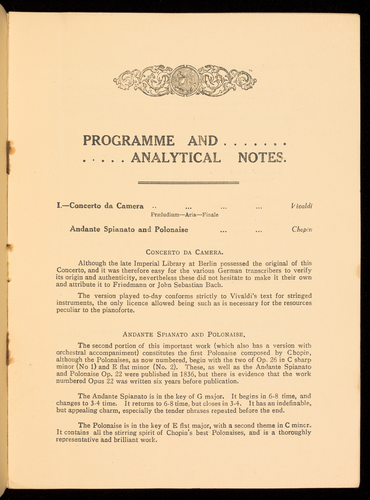 PROGRAMME AND . . . . . . .
. . . . . ANALYTICAL NOTES.
I.—Concerto da Camera .. ... ... ... Vivaldi
Preludium—Aria—Finale
Andante Spianato and Polonaise ... ... Chopin
CONCERTO DA CAMERA.
Although the late Imperial Library at Berlin possessed the original of this
Concerto, and it was therefore easy for the various German transcribers to verify
its origin and authenticity, nevertheless these did not hesitate to make it their own
and attribute it to Friedmann or John Sebastian Bach.
The version played to-day conforms strictly to Vivaldi's text for stringed
instruments, the only licence allowed being such as is necessary for the resources
peculiar to the pianoforte.
ANDANTE SPIANATO AND POLONAISE,
The second portion of this important work (which also has a version with
orchestral accompaniment) constitutes the first Polonaise composed by Chopin,
although the Polonaises, as now numbered, begin with the two of Op. 26 in C sharp
minor (No 1) and E flat minor (No. 2). These, as well as the Andante Spianato
and Polonaise Op. 22 were published in 1836, but there is evidence that the work
numbered Opus 22 was written six years before publication.
The Andante Spianato is in the key of G major. It begins in 6-8 time, and
changes to 3-4 time. It returns to 6-8 time, but closes in 3-4. It has an indefinable,
but appealing charm, especially the tender phrases repeated before the end.
The Polonaise is in the key of E flat major, with a second theme in C minor.
It contains all the stirring spirit of Chopin's best Polonaises, and is a thoroughly
representative and brilliant work.